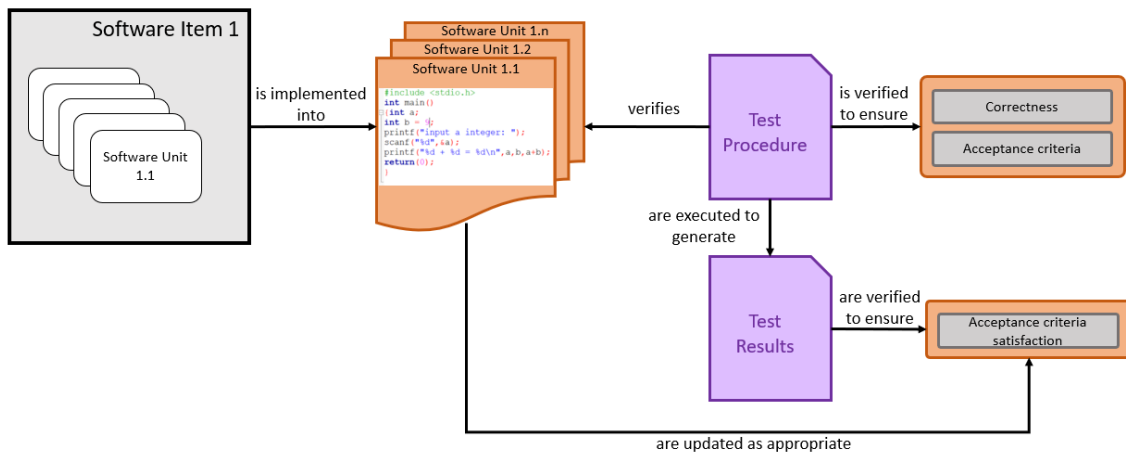 Software Item 1
Software Unit
1.1
is implemented
into
Software Unit 1.n
Software Unit 1.2
Software Unit 1.1
#include <stdio.h>
int main()
{int a;
int b = 9;
printf("input a integer: ");
scanf("%d",&a);
printf("%d + %d = %d\n",a,b,a+b);
return(0);
}
verifies
Test
Procedure
is verified
to ensure
Correctness
Acceptance criteria
are executed to
generate
Test
Results
are verified
to ensure
Acceptance criteria
satisfaction
are updated as appropriate